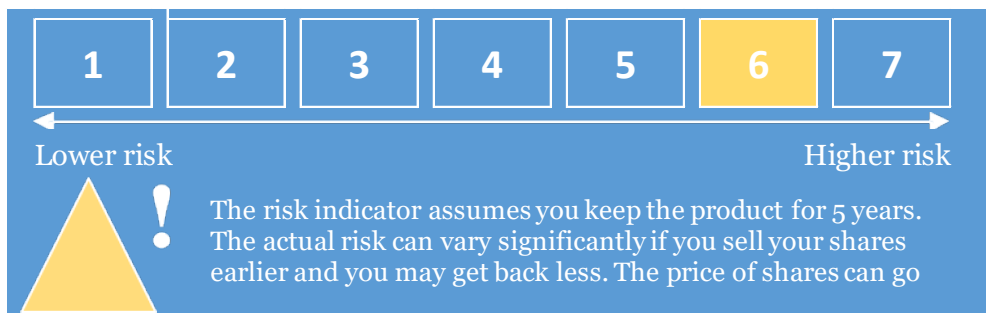 1 2 3 4 5 6 7
Lower risk Higher risk
!
The risk indicator assumes you keep the product for 5 years.
The actual risk can vary significantly if you sell your shares
earlier and you may get back less. The price of shares can go